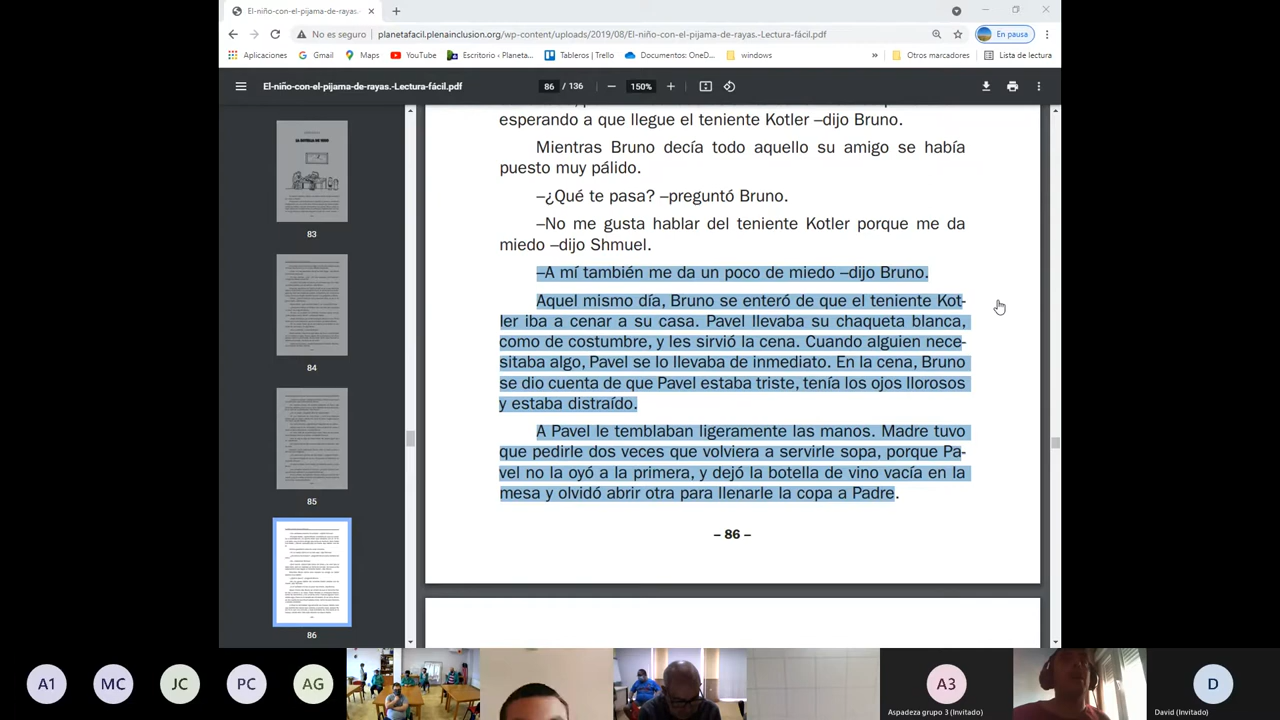 El-niño-con-el-pijama-de-rayas.-
No es seguro planetafacil.plenainclusion.org/wp-content/uploads/2019/08/El-niño-con-el-pijama-de-rayas.-Lectura-fácil.pdf En pausa
Aplicaciones Gmail Maps YouTube Escritorio - Planeta... Tableros | Trello Documentos: OneD... windows » Otros marcadores Lista de lectura
El-niño-con-el-pijama-de-rayas.-Lectura-fácil.pdf 86 / 136 150%
esperando a que llegue el teniente Kotler –dijo Bruno.
Mientras Bruno decía todo aquello su amigo se había
puesto muy pálido.
–¿Qué te pasa? –preguntó Bruno.
–No me gusta hablar del teniente Kotler porque me da
miedo –dijo Shmuel.
–A mí también me da un poco de miedo –dijo Bruno.
Aquel mismo día, Bruno se enteró de que el teniente Kot-
ler iba a cenar a su casa. Pavel llevaba su chaqueta blanca,
como de costumbre, y les sirvió la cena. Cuando alguien nece-
sitaba algo, Pavel se lo llevaba de inmediato. En la cena, Bruno
se dio cuenta de que Pavel estaba triste, tenía los ojos llorosos
y estaba distraído.
A Pavel le temblaban ligeramente las manos. Madre tuvo
que pedirle dos veces que volviera a servirle sopa, porque Pa-
vel no la oyó a la primera, y dejó la botella de vino vacía en la
mesa y olvidó abrir otra para llenarle la copa a Padre.
– 86 –
LA BOTELLA DE VINO
83
84
85
86
A1 MC JC PC AG A3 D
Aspadeza grupo 3 (Invitado) David (Invitado)